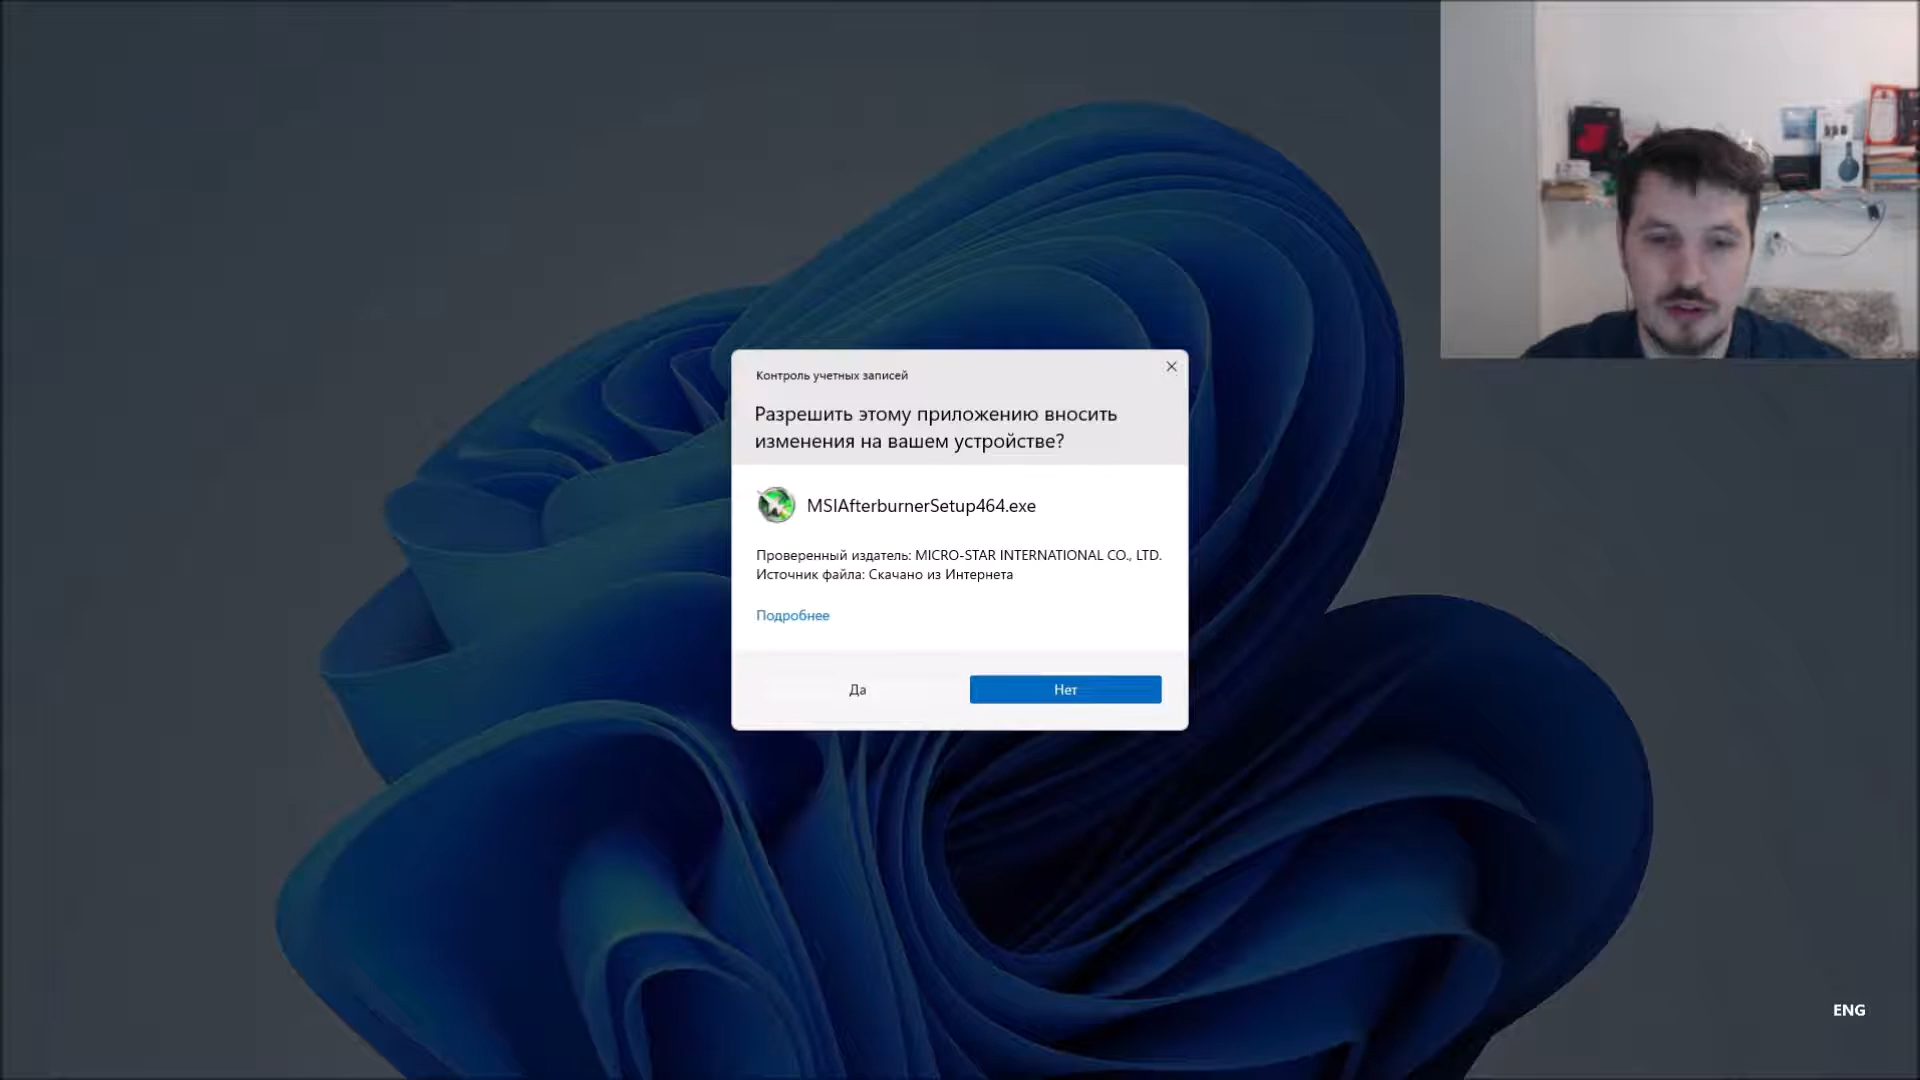 Контроль учетных записей
Разрешить этому приложению вносить
изменения на вашем устройстве?
MSIAfterburnerSetup464.exe
Проверенный издатель: MICRO-STAR INTERNATIONAL CO., LTD.
Источник файла: Скачано из Интернета
Подробнее
Да
Нет
ENG